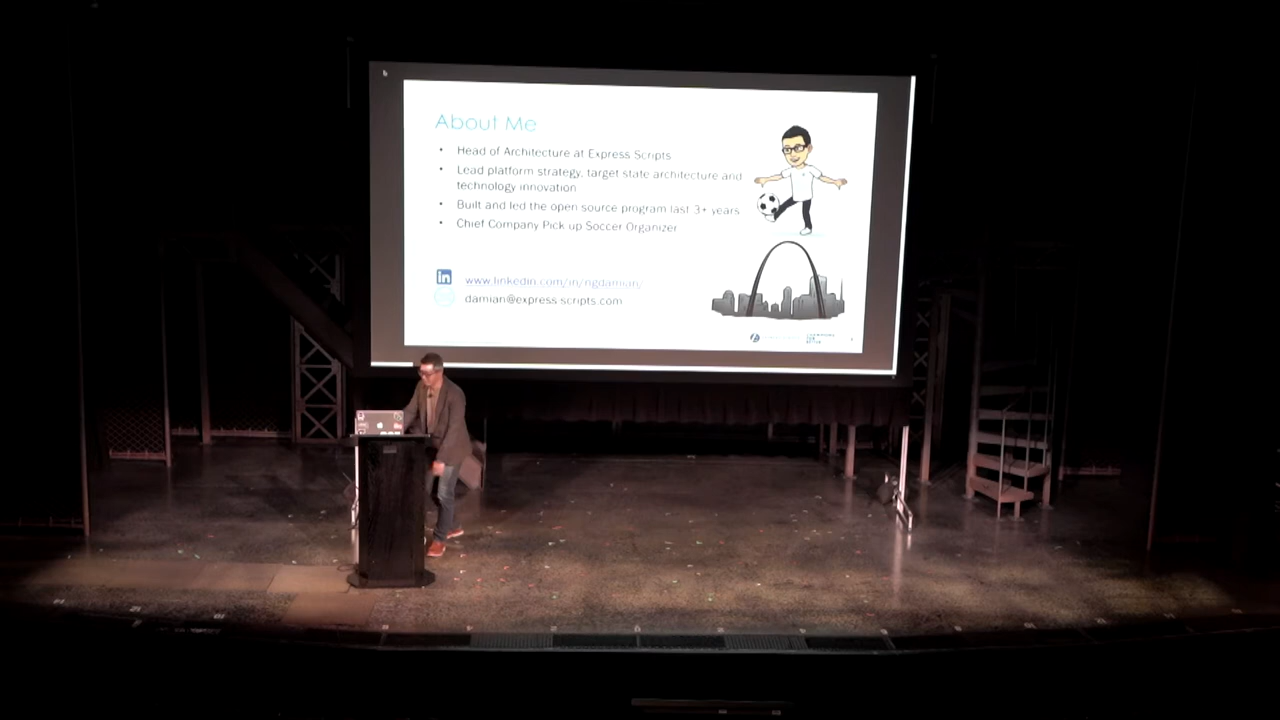 About Me
• Head of Architecture at Express Scripts
• Lead platform strategy, target state architecture and
technology innovation
• Built and led the open source program last 3+ years
• Chief Company Pick up Soccer Organizer
in www.linkedin.com/in/ngdamian/
damian@express-scripts.com